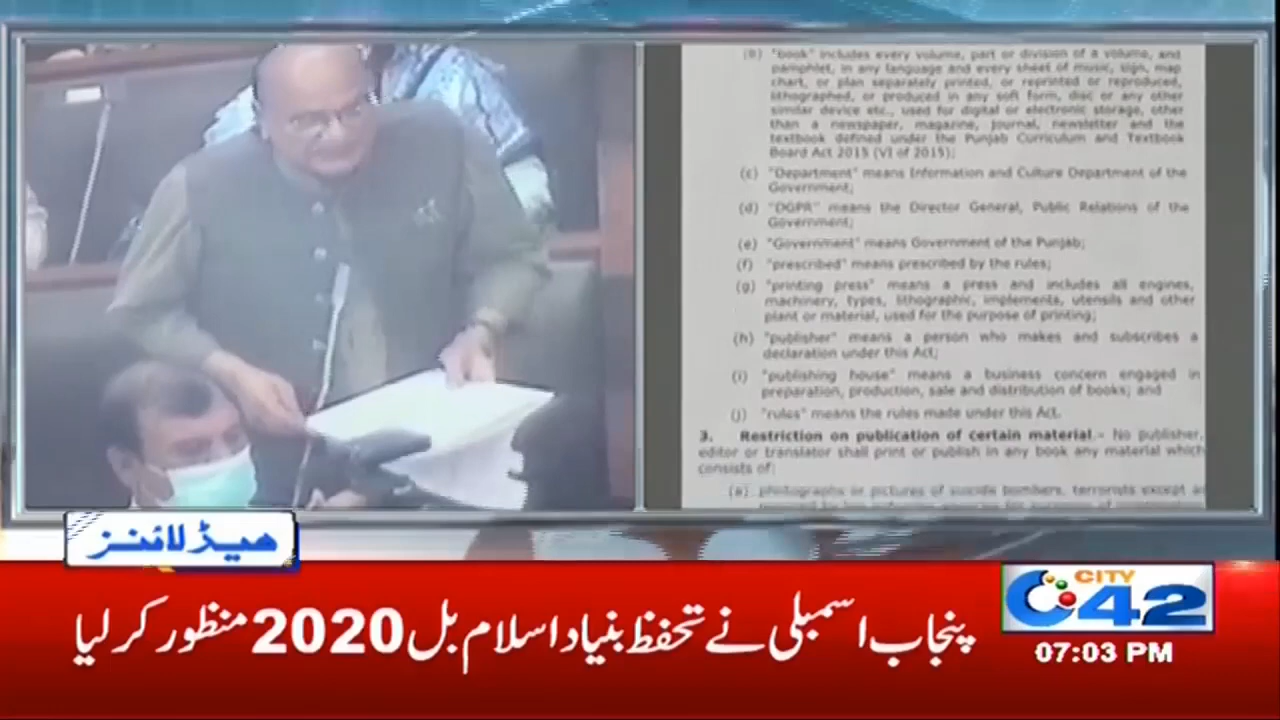 (b) "book" includes every volume, part or division of a volume, and
pamphlet, in any language and every sheet of music, sign, map
chart, or plan separately printed, or reprinted or reproduced,
lithographed, or produced in any soft form, disc or any other
similar device etc., used for digital or electronic storage, other
than a newspaper, magazine, journal, newsletter and the
textbook defined under the Punjab Curriculum and Textbook
Board Act 2015 (VI of 2015);
(c) "Department" means Information and Culture Department of the
Government;
(d) "DGPR" means the Director General, Public Relations of the
Government;
(e) "Government" means Government of the Punjab;
(f) "prescribed" means prescribed by the rules;
(g) "printing press" means a press and includes all engines,
machinery, types, lithographic, implements, utensils and other
plant or material, used for the purpose of printing;
(h) "publisher" means a person who makes and subscribes a
declaration under this Act;
(i) "publishing house" means a business concern engaged in
preparation, production, sale and distribution of books; and
(j) "rules" means the rules made under this Act.
3. Restriction on publication of certain material.– No publisher,
editor or translator shall print or publish in any book any material which
consists of:
(a) photographs or pictures of suicide bombers, terrorists except as
ہیڈلائنز
CITY
42
پنجاب اسمبلی نے تحفظ بنیاد اسلام بل 2020 منظور کر لیا
07:03 PM